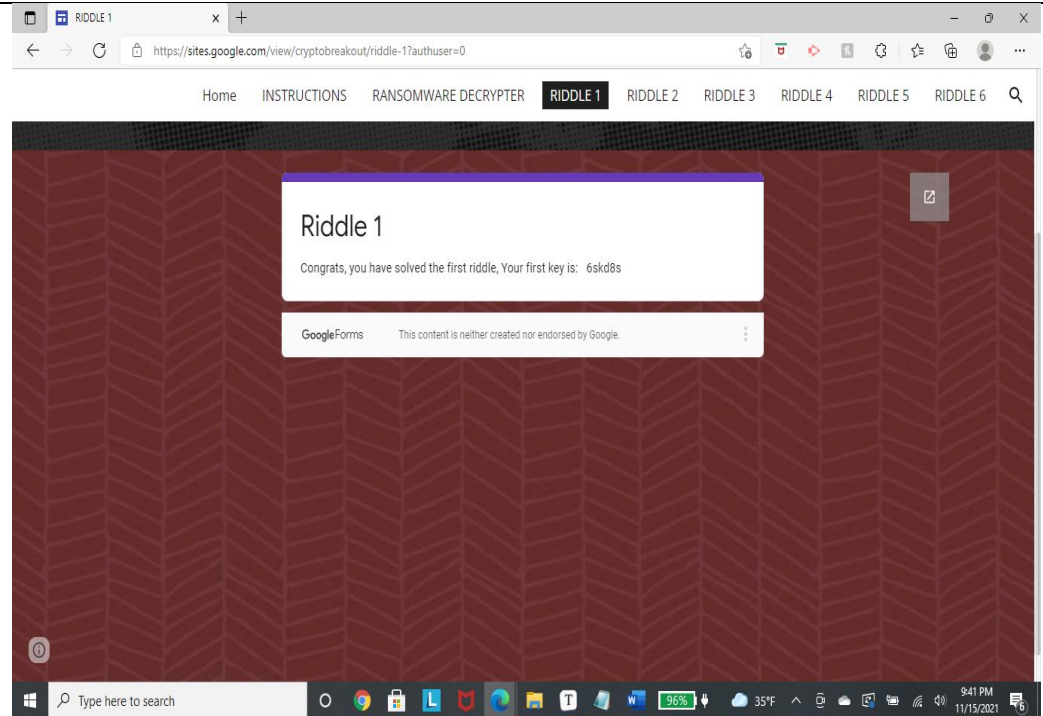 RIDDLE 1
https://sites.google.com/view/cryptobreakout/riddle-1?authuser=0
Home INSTRUCTIONS RANSOMWARE DECRYPTER RIDDLE 1 RIDDLE 2 RIDDLE 3 RIDDLE 4 RIDDLE 5 RIDDLE 6
Riddle 1
Congrats, you have solved the first riddle, Your first key is: 6skd8s
GoogleForms This content is neither created nor endorsed by Google.
Type here to search L T W 96% 35°F 9:41 PM
11/15/2021 6